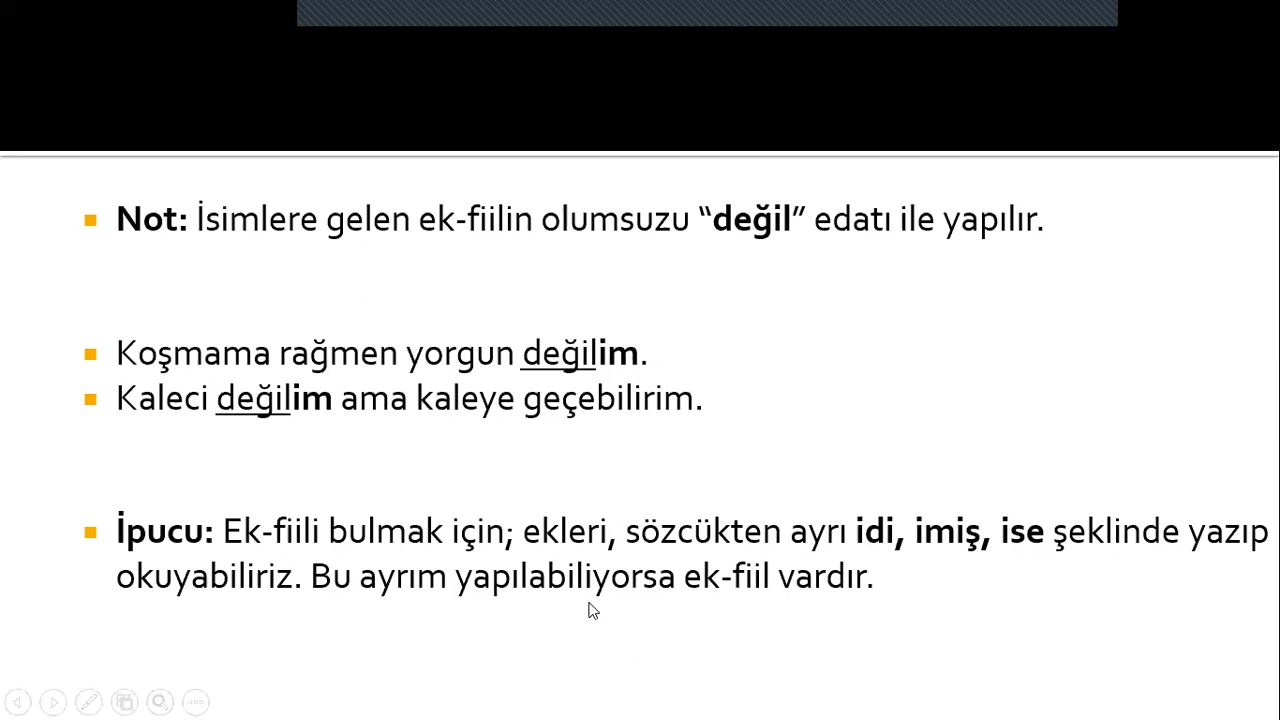 Not: İsimlere gelen ek-fiilin olumsuzu “değil” edatı ile yapılır.
Koşmama rağmen yorgun değilim.
Kaleci değilim ama kaleye geçebilirim.
İpucu: Ek-fiili bulmak için; ekleri, sözcükten ayrı idi, imiş, ise şeklinde yazıp
okuyabiliriz. Bu ayrım yapılabiliyorsa ek-fiil vardır.